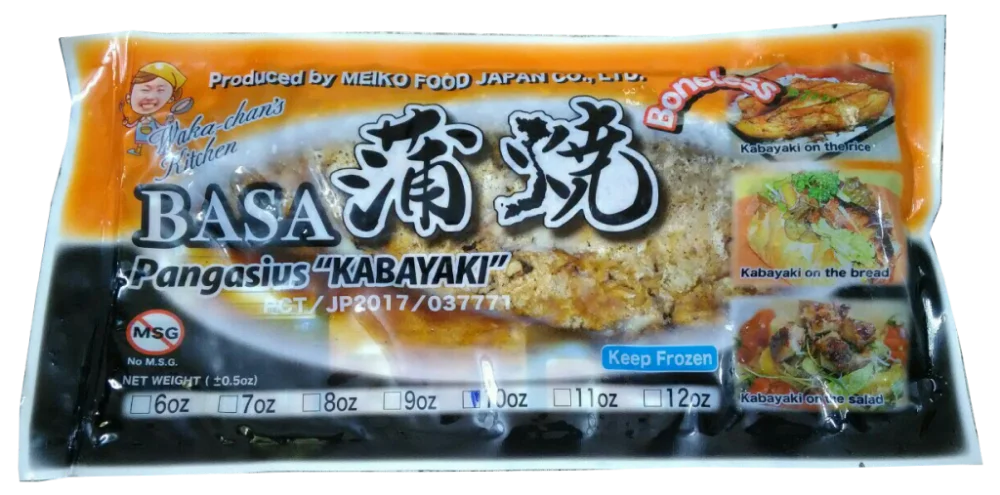 Produced by MEIKO FOOD JAPAN CO., LTD.
Boneless
Waka-chan's
Kitchen
BASA 蒲焼
Pangasius "KABAYAKI"
PCT/JP2017/037771
Kabayaki on the rice
Kabayaki on the bread
Kabayaki on the salad
MSG
No M.S.G.
Keep Frozen
NET WEIGHT ( ±0.5oz)
6oz 7oz 8oz 9oz 10oz 11oz 12oz